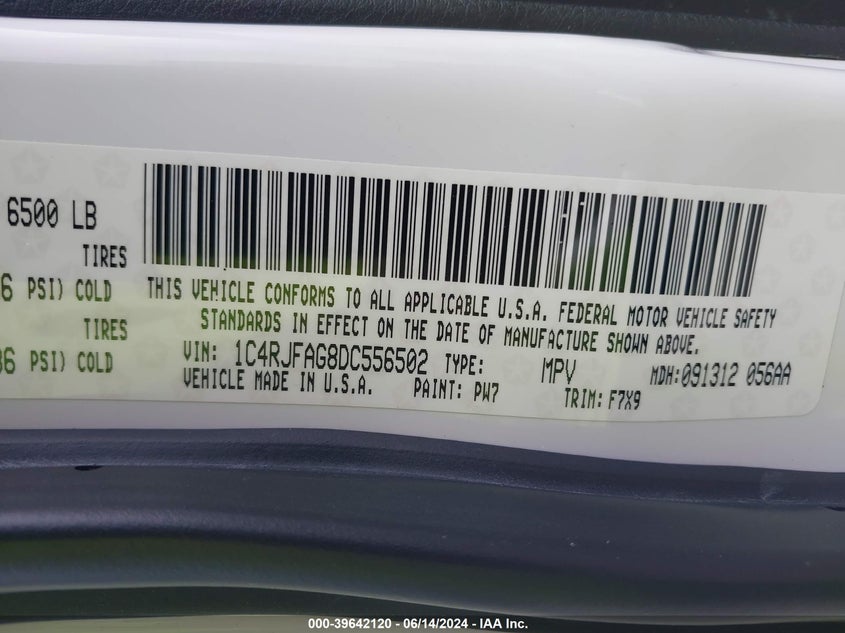 6500 LB
TIRES
6 PSI) COLD
TIRES
36 PSI) COLD
THIS VEHICLE CONFORMS TO ALL APPLICABLE U.S.A. FEDERAL MOTOR VEHICLE SAFETY
STANDARDS IN EFFECT ON THE DATE OF MANUFACTURE SHOWN ABOVE.
VIN: 1C4RJFAG8DC556502 TYPE: MPV MDH:091312 056AA
VEHICLE MADE IN U.S.A. PAINT: PW7 TRIM: F7X9
000-39642120 - 06/14/2024 - IAA Inc.